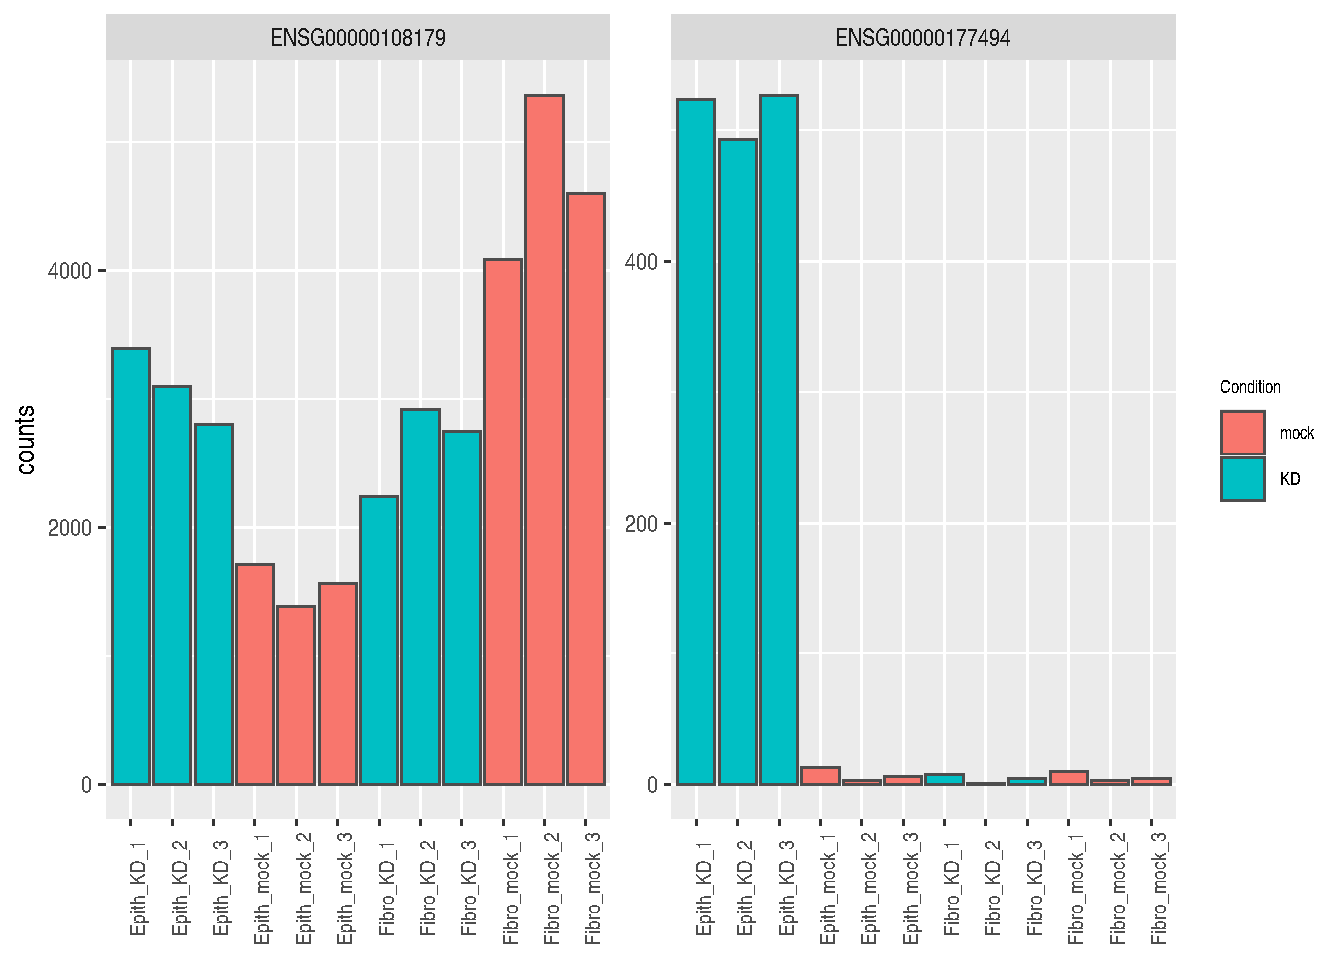 ENSG00000108179
ENSG00000177494
counts
4000
2000
0
400
200
0
Epith_KD_1
Epith_KD_2
Epith_KD_3
Epith_mock_1
Epith_mock_2
Epith_mock_3
Fibro_KD_1
Fibro_KD_2
Fibro_KD_3
Fibro_mock_1
Fibro_mock_2
Fibro_mock_3
Epith_KD_1
Epith_KD_2
Epith_KD_3
Epith_mock_1
Epith_mock_2
Epith_mock_3
Fibro_KD_1
Fibro_KD_2
Fibro_KD_3
Fibro_mock_1
Fibro_mock_2
Fibro_mock_3
Condition
mock
KD